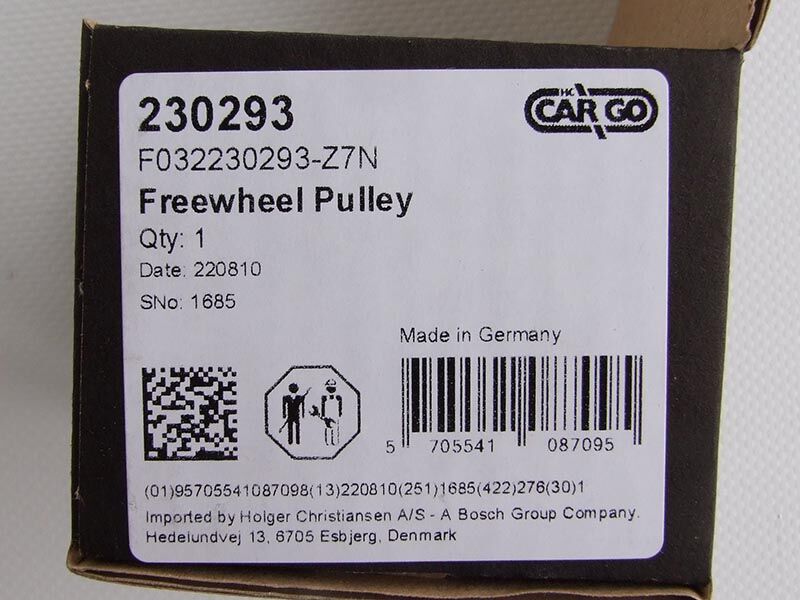 230293
HC
CARGO
F032230293-Z7N
Freewheel Pulley
Qty: 1
Date: 220810
SNo: 1685
Made in Germany
5 705541 087095
(01)95705541087098(13)220810(251)1685(422)276(30)1
Imported by Holger Christiansen A/S - A Bosch Group Company.
Hedelundvej 13, 6705 Esbjerg, Denmark